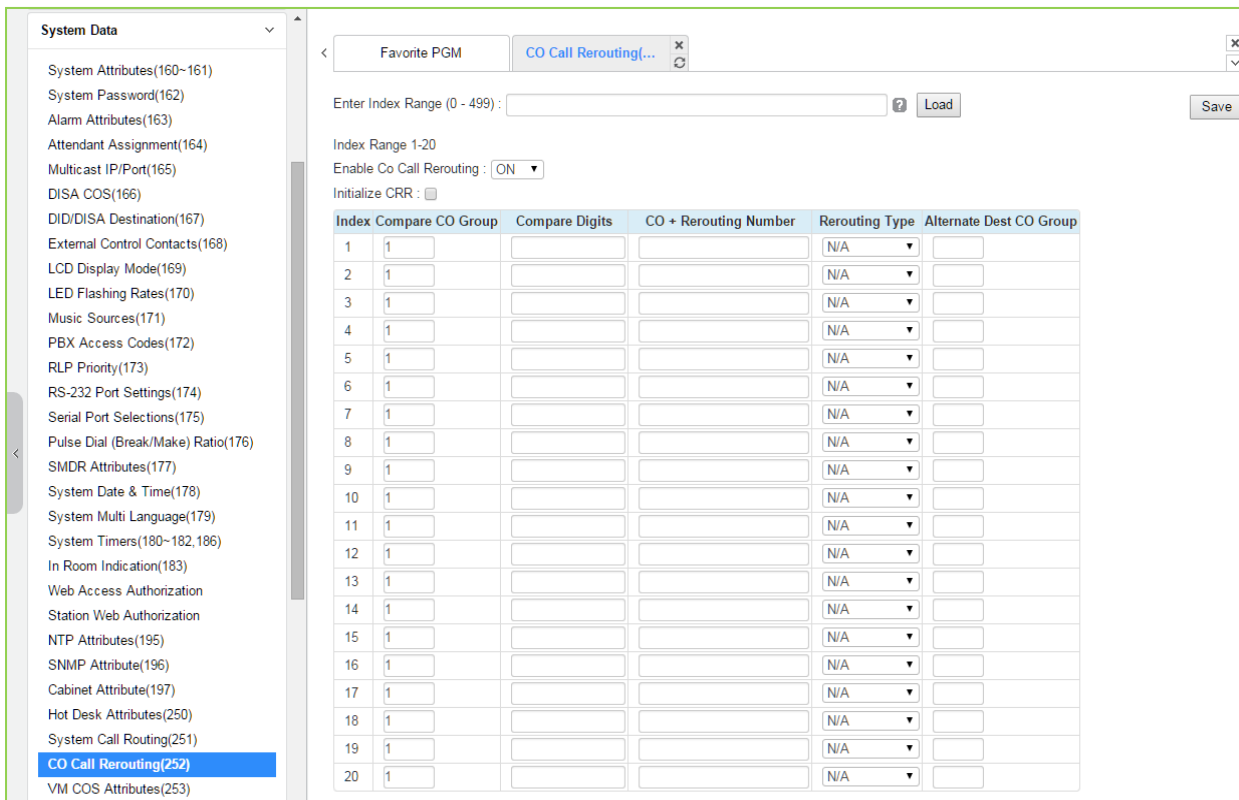 System Data
System Attributes(160~161)
System Password(162)
Alarm Attributes(163)
Attendant Assignment(164)
Multicast IP/Port(165)
DISA COS(166)
DID/DISA Destination(167)
External Control Contacts(168)
LCD Display Mode(169)
LED Flashing Rates(170)
Music Sources(171)
PBX Access Codes(172)
RLP Priority(173)
RS-232 Port Settings(174)
Serial Port Selections(175)
Pulse Dial (Break/Make) Ratio(176)
SMDR Attributes(177)
System Date & Time(178)
System Multi Language(179)
System Timers(180~182,186)
In Room Indication(183)
Web Access Authorization
Station Web Authorization
NTP Attributes(195)
SNMP Attribute(196)
Cabinet Attribute(197)
Hot Desk Attributes(250)
System Call Routing(251)
CO Call Rerouting(252)
VM COS Attributes(253)
Favorite PGM CO Call Rerouting(...
Enter Index Range (0 - 499) : ? Load Save
Index Range 1-20
Enable Co Call Rerouting : ON
Initialize CRR :
Index Compare CO Group Compare Digits CO + Rerouting Number Rerouting Type Alternate Dest CO Group
1 1 N/A
2 1 N/A
3 1 N/A
4 1 N/A
5 1 N/A
6 1 N/A
7 1 N/A
8 1 N/A
9 1 N/A
10 1 N/A
11 1 N/A
12 1 N/A
13 1 N/A
14 1 N/A
15 1 N/A
16 1 N/A
17 1 N/A
18 1 N/A
19 1 N/A
20 1 N/A